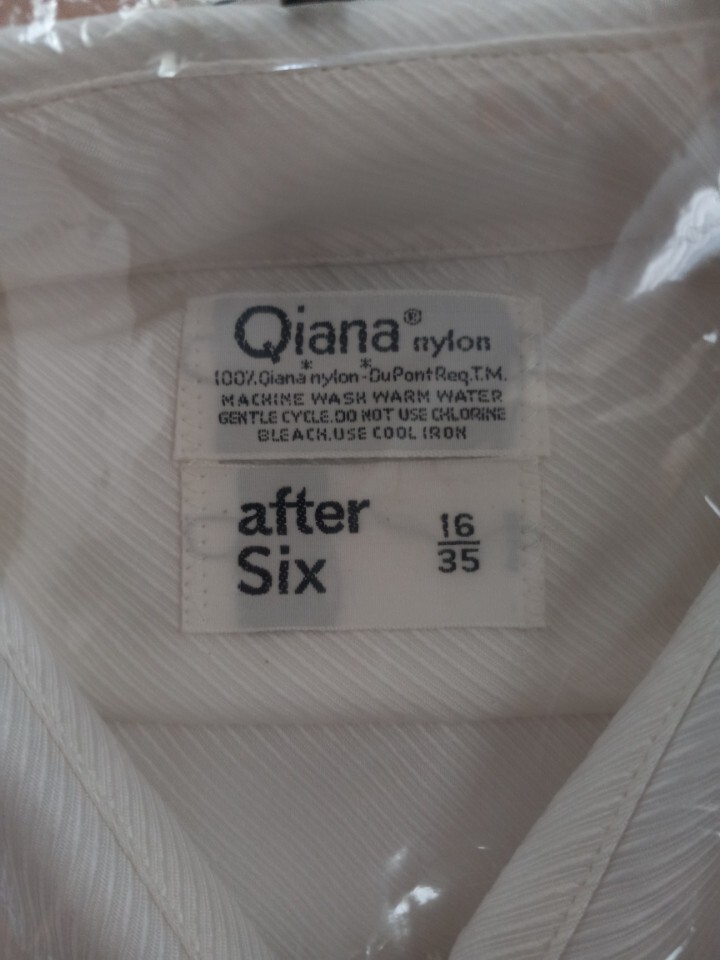 Qiana® nylon
100% Qiana* nylon-*DuPont Reg.T.M.
MACHINE WASH WARM WATER
GENTLE CYCLE.DO NOT USE CHLORINE
BLEACH.USE COOL IRON
after
Six
16
35